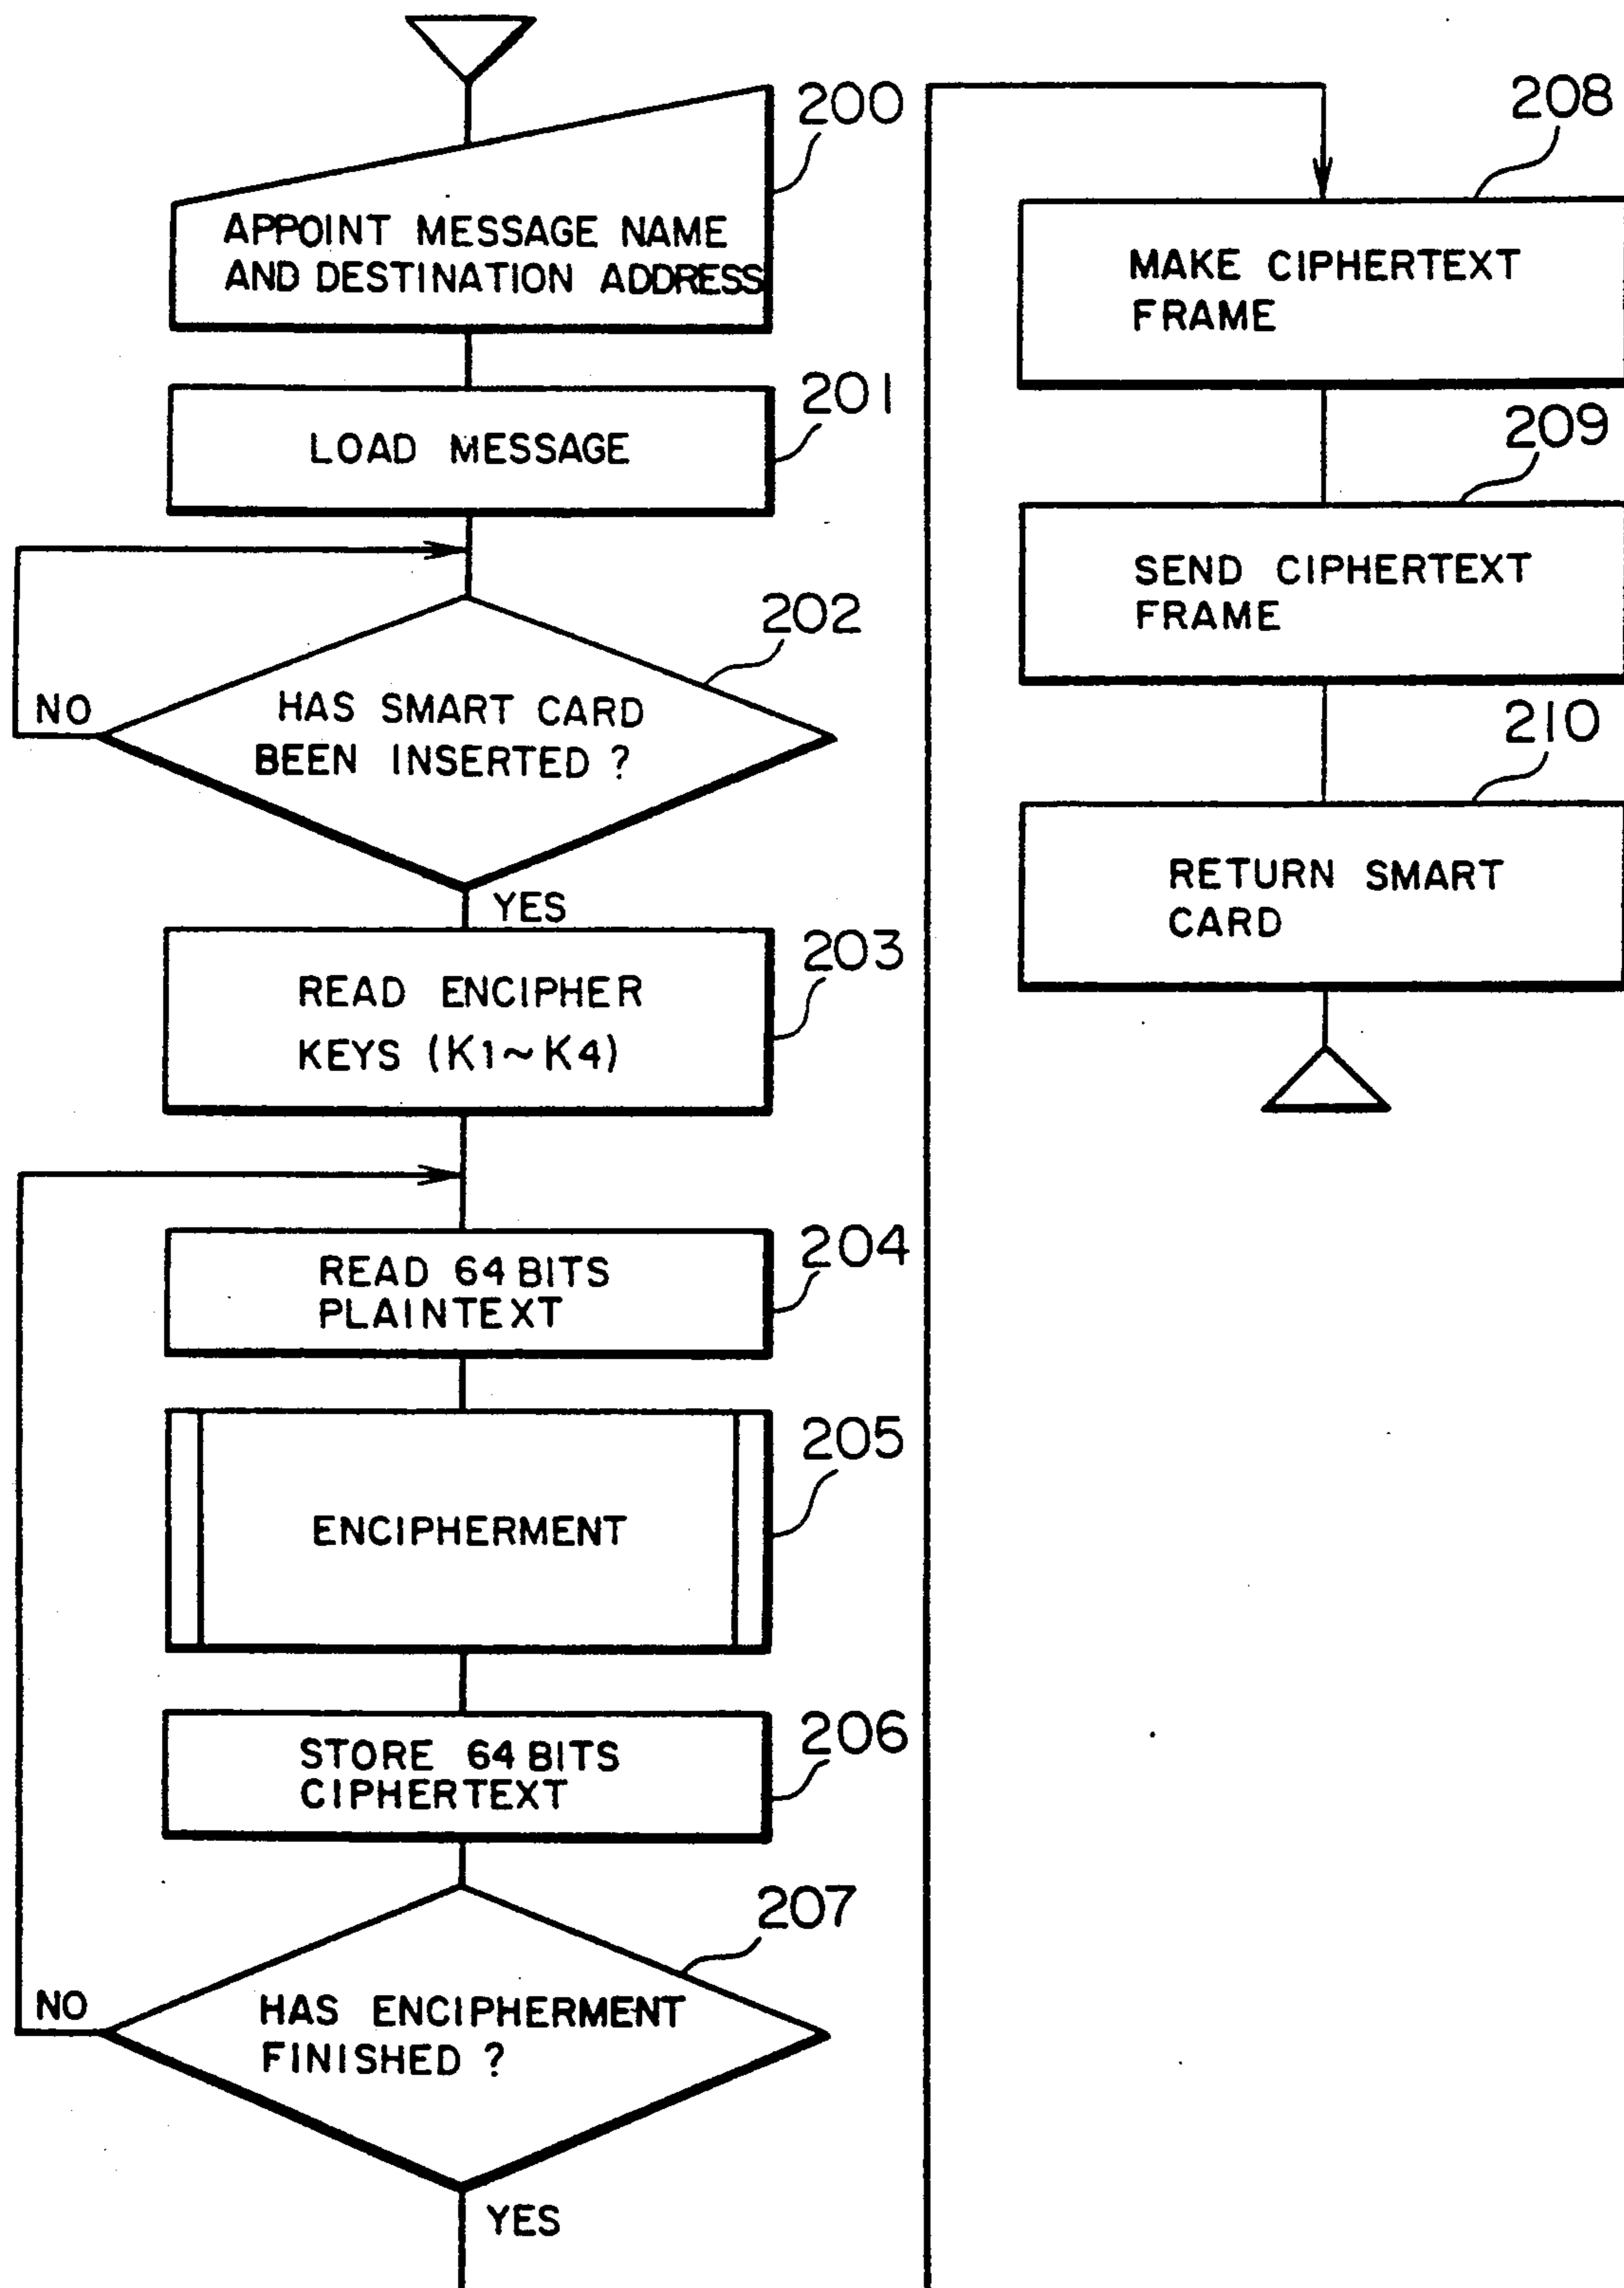 200
APPOINT MESSAGE NAME
AND DESTINATION ADDRESS
201
LOAD MESSAGE
202
HAS SMART CARD
BEEN INSERTED ?
NO
YES
203
READ ENCIPHER
KEYS (K1~K4)
204
READ 64 BITS
PLAINTEXT
205
ENCIPHERMENT
206
STORE 64 BITS
CIPHERTEXT
207
HAS ENCIPHERMENT
FINISHED ?
NO
YES
208
MAKE CIPHERTEXT
FRAME
209
SEND CIPHERTEXT
FRAME
210
RETURN SMART
CARD